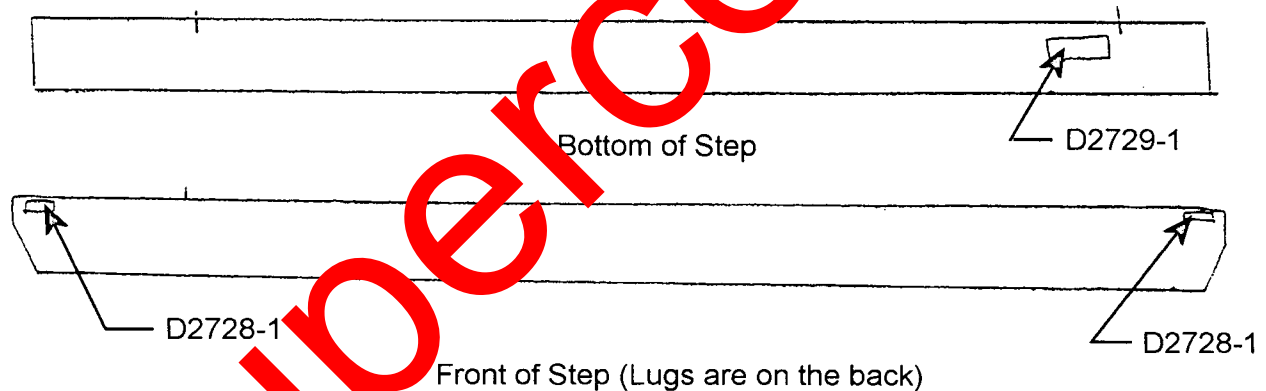 Bottom of Step
D2729-1
D2728-1
D2728-1
Front of Step (Lugs are on the back)